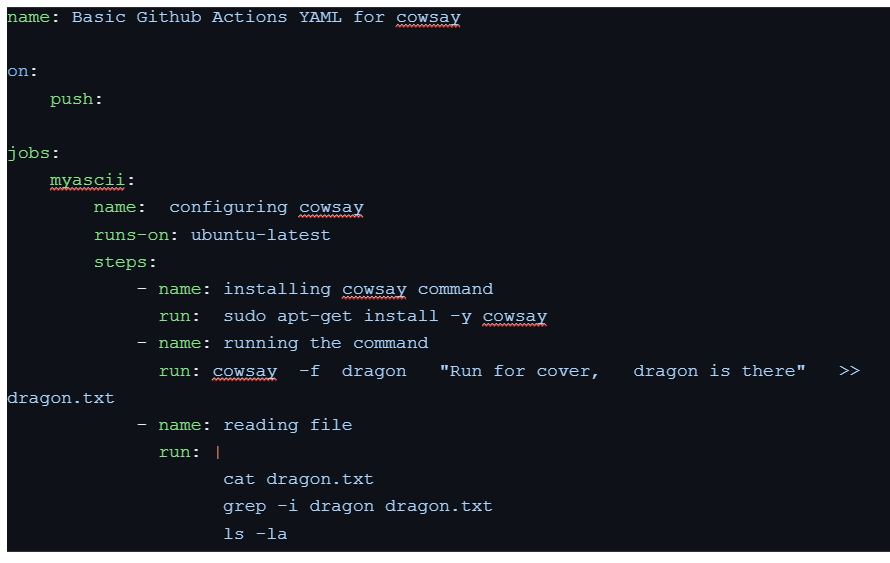 name: Basic Github Actions YAML for cowsay
on:
    push:
jobs:
    myascii:
        name:  configuring cowsay
        runs-on: ubuntu-latest
        steps:
            - name: installing cowsay command
              run:  sudo apt-get install -y cowsay
            - name: running the command
              run: cowsay  -f  dragon   "Run for cover,   dragon is there"   >>
dragon.txt
            - name: reading file
              run: |
                    cat dragon.txt
                    grep -i dragon dragon.txt
                    ls -la